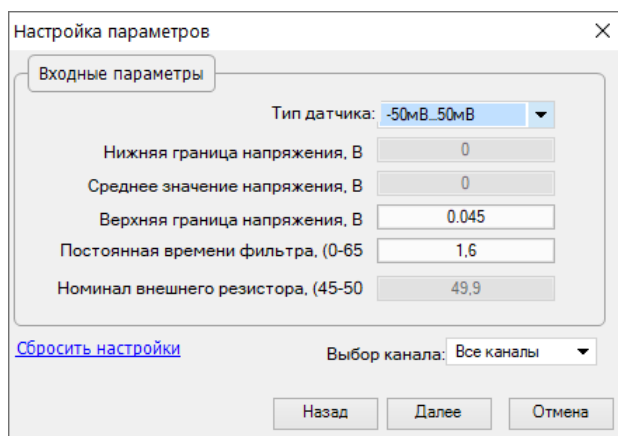 Настройка параметров
Входные параметры
Тип датчика: -50мВ...50мВ
Нижняя граница напряжения, В 0
Среднее значение напряжения, В 0
Верхняя граница напряжения, В 0.045
Постоянная времени фильтра, (0-65 1,6
Номинал внешнего резистора, (45-50 49,9
Сбросить настройки Выбор канала: Все каналы
Назад Далее Отмена